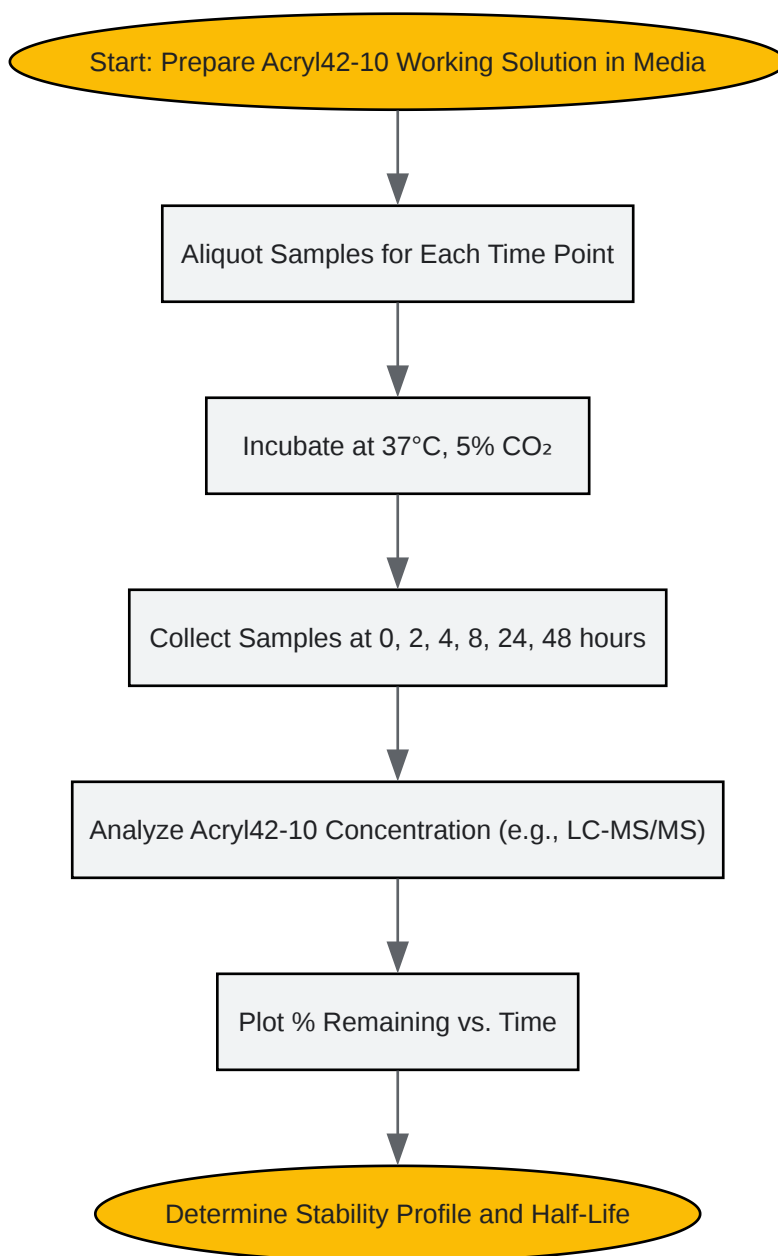 Start: Prepare Acryl42-10 Working Solution in Media
Aliquot Samples for Each Time Point
Incubate at 37°C, 5% CO₂
Collect Samples at 0, 2, 4, 8, 24, 48 hours
Analyze Acryl42-10 Concentration (e.g., LC-MS/MS)
Plot % Remaining vs. Time
Determine Stability Profile and Half-Life